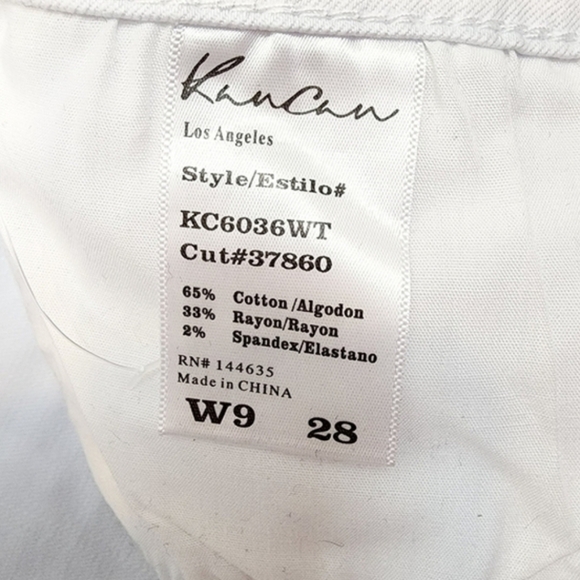 KanCan
Los Angeles
Style/Estilo#
KC6036WT
Cut#37860
65% Cotton/Algodon
33% Rayon/Rayon
2% Spandex/Elastano
RN# 144635
Made in CHINA
W9 28